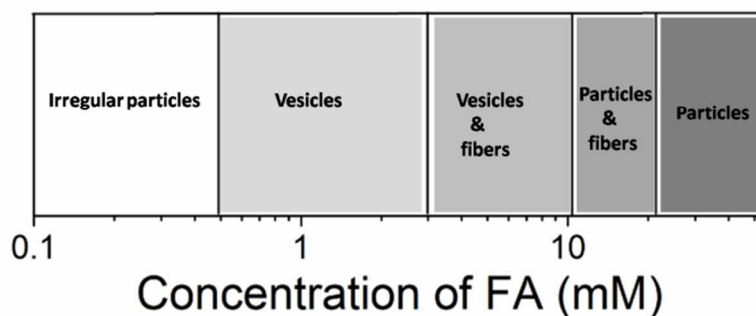 Irregular particles
Vesicles
Vesicles
&
fibers
Particles
&
fibers
Particles
0.1
1
10
Concentration of FA (mM)